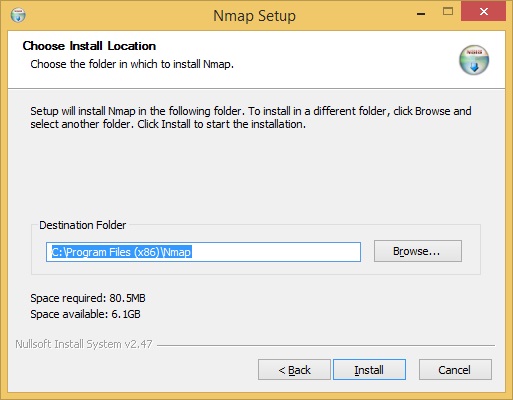 Nmap Setup
Choose Install Location
Choose the folder in which to install Nmap.
Setup will install Nmap in the following folder. To install in a different folder, click Browse and
select another folder. Click Install to start the installation.
Destination Folder
C:\Program Files (x86)\Nmap
Browse...
Space required: 80.5MB
Space available: 6.1GB
Nullsoft Install System v2.47
< Back
Install
Cancel